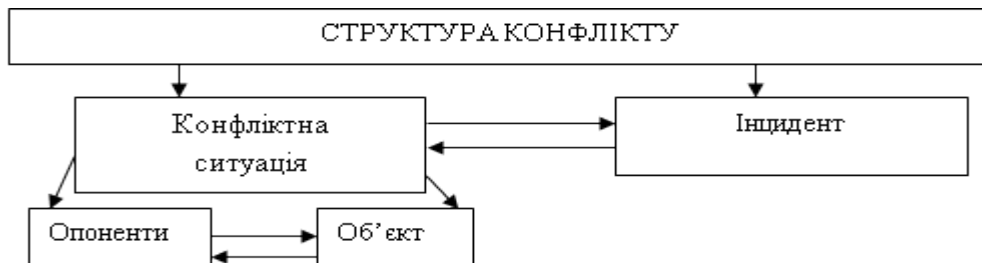 СТРУКТУРА КОНФЛІКТУ
Конфліктна
ситуація
Інцидент
Опоненти
Об’єкт